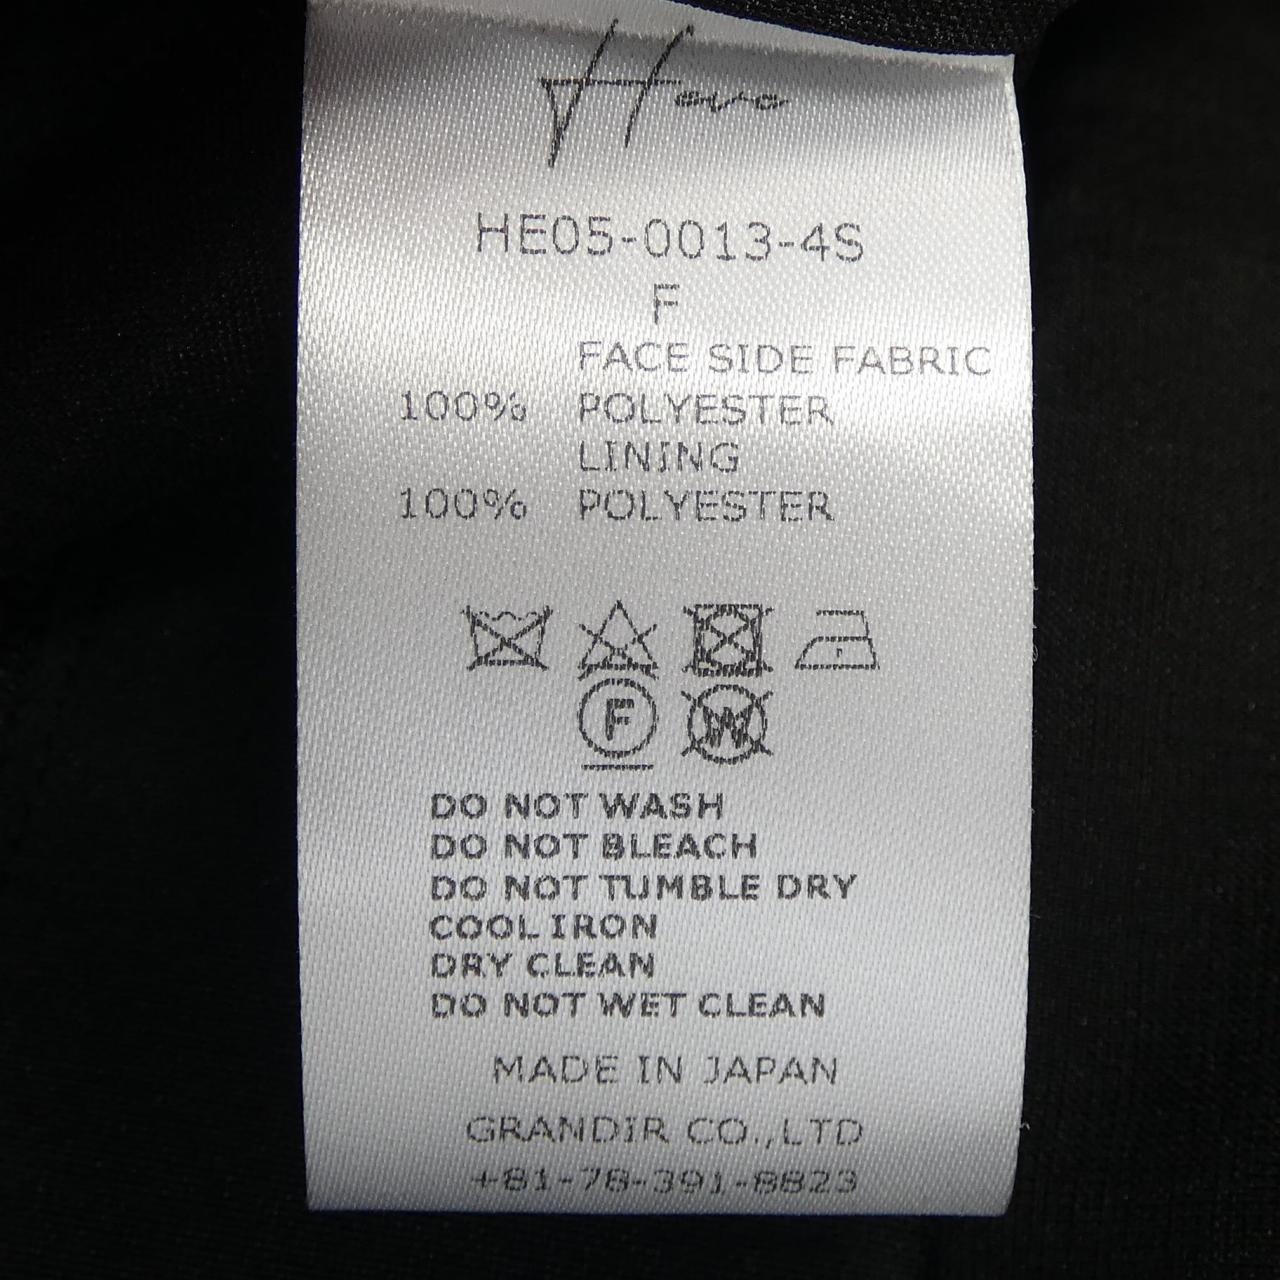 Hevo
HE05-0013-4S
F
FACE SIDE FABRIC
100% POLYESTER
LINING
100% POLYESTER
F W
DO NOT WASH
DO NOT BLEACH
DO NOT TUMBLE DRY
COOL IRON
DRY CLEAN
DO NOT WET CLEAN
MADE IN JAPAN
GRANDIR CO.,LTD
+81-78-391-8823